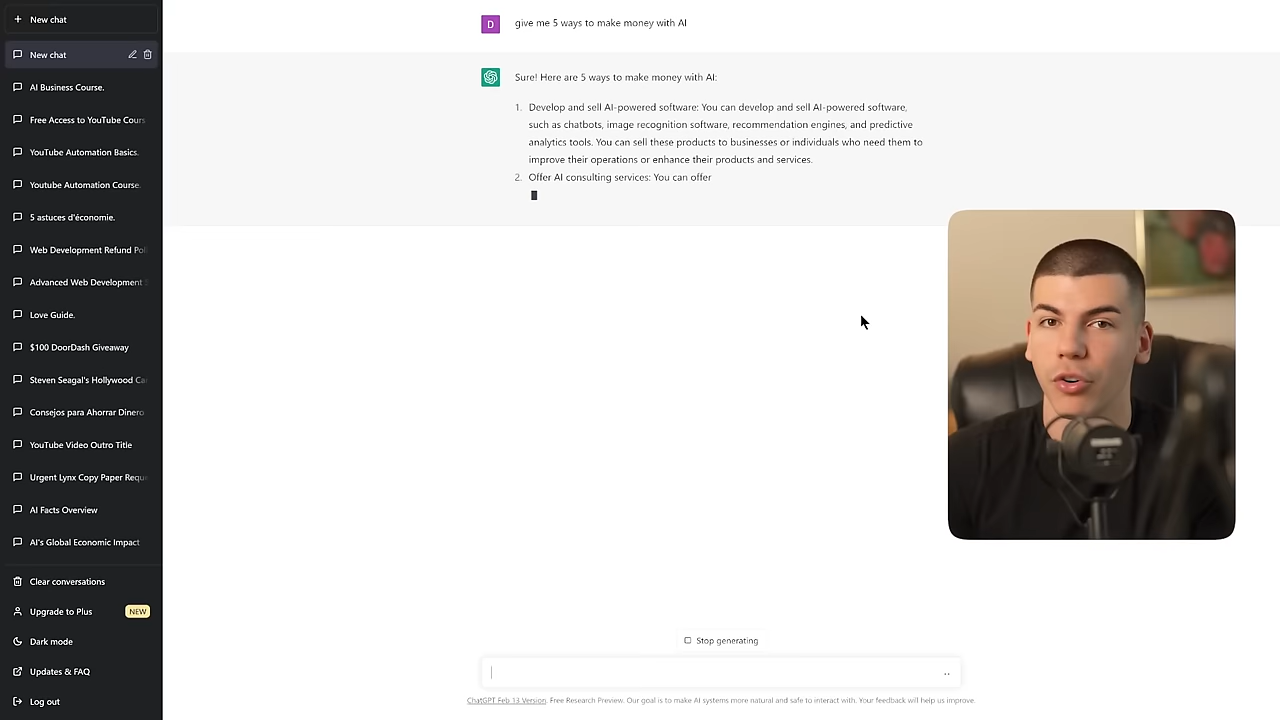 New chat
New chat
AI Business Course.
Free Access to YouTube Cours
YouTube Automation Basics.
Youtube Automation Course.
5 astuces d'économie.
Web Development Refund Pol
Advanced Web Development
Love Guide.
$100 DoorDash Giveaway
Steven Seagal's Hollywood Ca
Consejos para Ahorrar Dinero
YouTube Video Outro Title
Urgent Lynx Copy Paper Requ
AI Facts Overview
AI's Global Economic Impact
Clear conversations
Upgrade to Plus NEW
Dark mode
Updates & FAQ
Log out
D give me 5 ways to make money with AI
Sure! Here are 5 ways to make money with AI:
1. Develop and sell AI-powered software: You can develop and sell AI-powered software,
such as chatbots, image recognition software, recommendation engines, and predictive
analytics tools. You can sell these products to businesses or individuals who need them to
improve their operations or enhance their products and services.
2. Offer AI consulting services: You can offer
Stop generating
ChatGPT Feb 13 Version. Free Research Preview. Our goal is to make AI systems more natural and safe to interact with. Your feedback will help us improve.